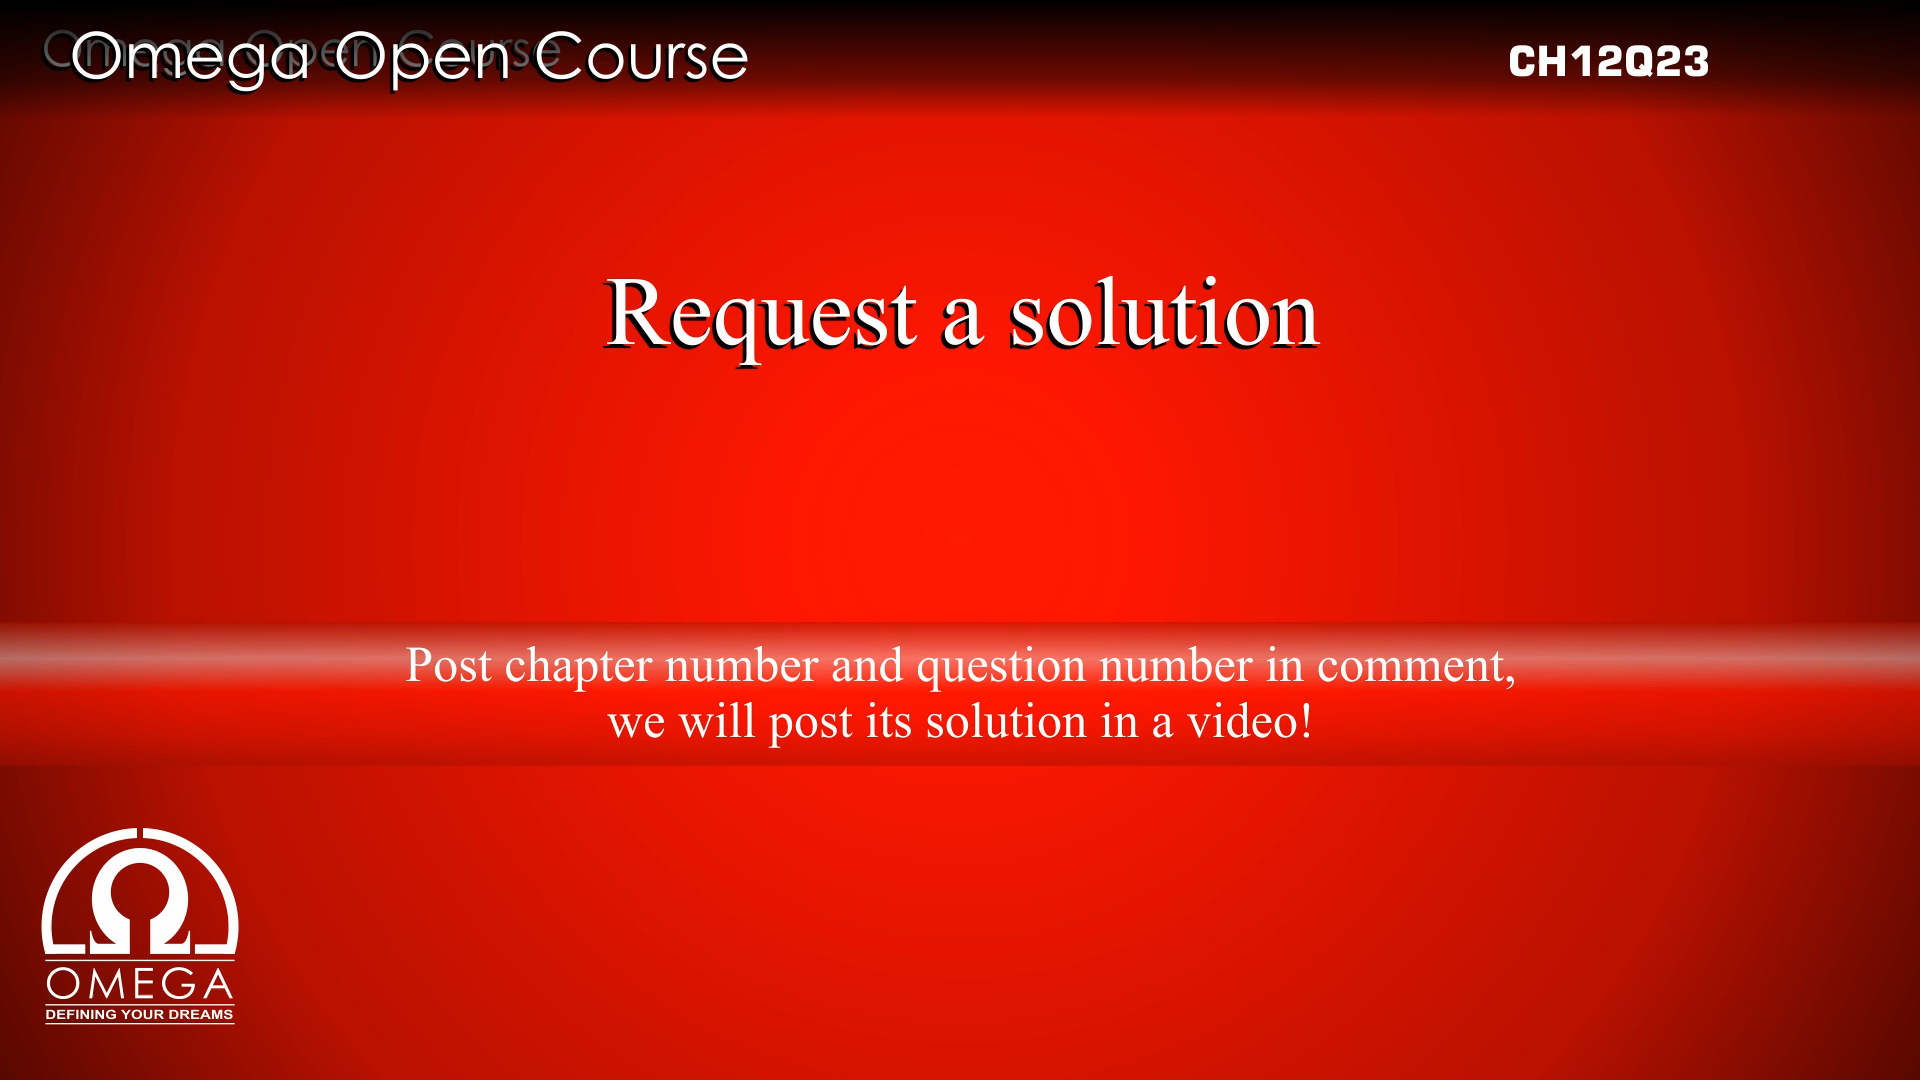 Omega Open Course
CH12Q23
Request a solution
Post chapter number and question number in comment,
we will post its solution in a video!
OMEGA
DEFINING YOUR DREAMS